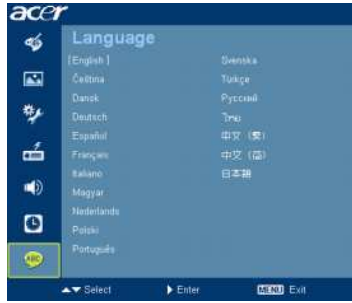 acer
Language
[English]
Čeština
Dansk
Deutsch
Español
Français
Italiano
Magyar
Nederlands
Polski
Português
Svenska
Türkçe
Русский
ไทย
中文 (繁)
中文 (简)
日本語
ABC
▲▼ Select
▶ Enter
MENU Exit